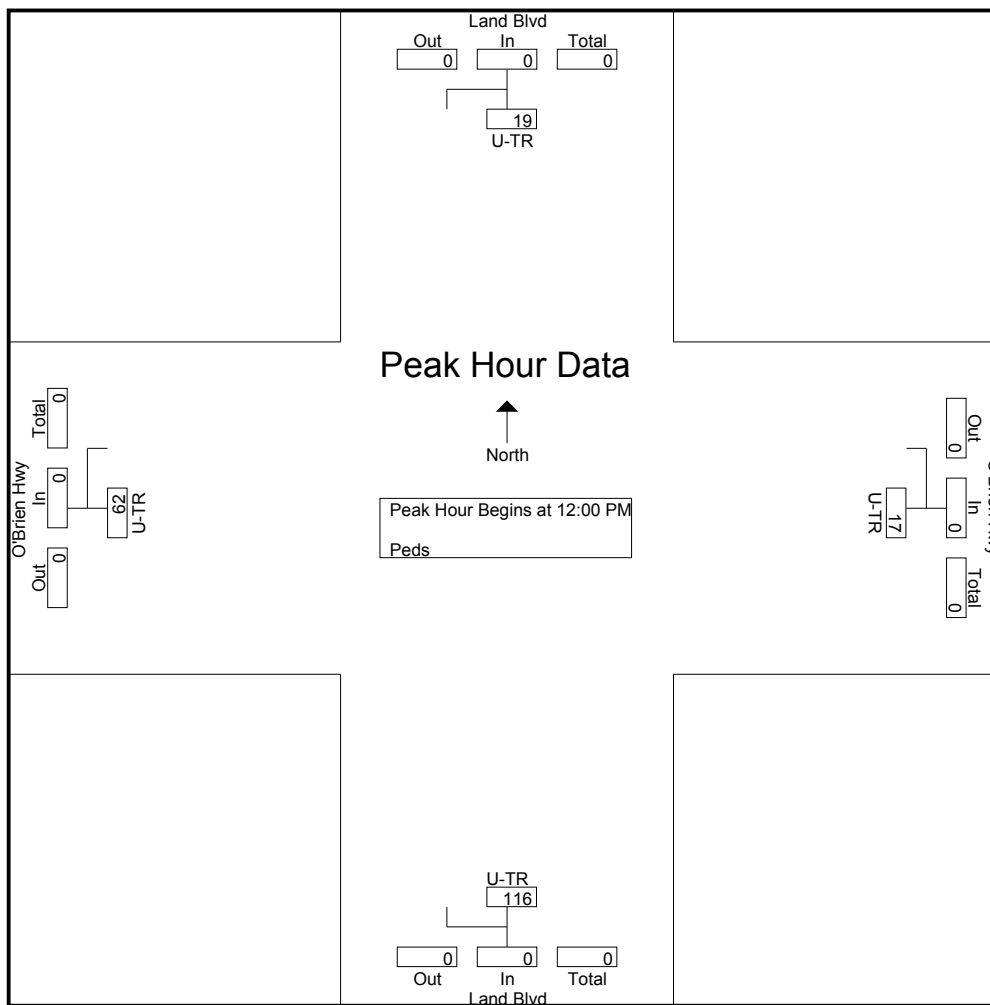 Land Blvd
Out In Total
0 0 0
19
U-TR
Peak Hour Data
North
Peak Hour Begins at 12:00 PM
Peds
O'Brien Hwy
Total In Out
0 0 0
62
U-TR
Out In Total
0 0 0
17
U-TR
U-TR
116
0 0 0
Out In Total
Land Blvd